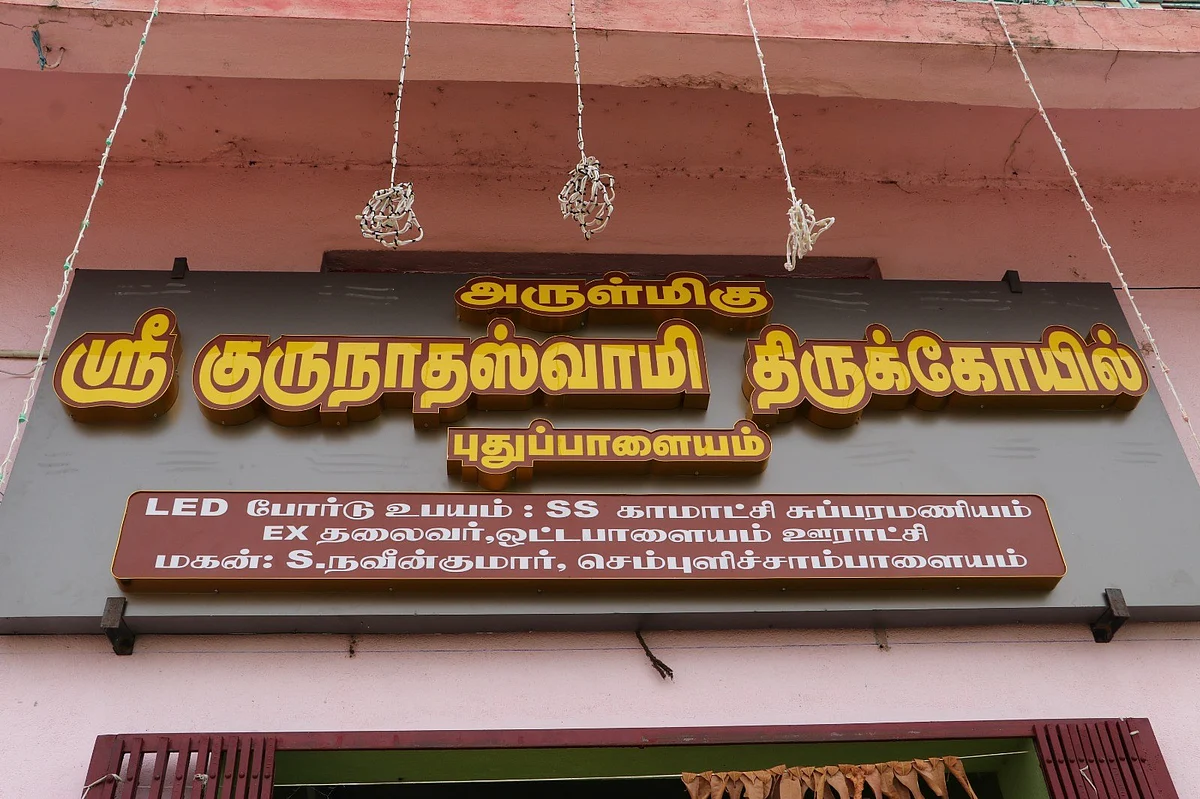 அருள்மிகு
ஸ்ரீ குருநாதஸ்வாமி திருக்கோயில்
புதுப்பாளையம்
LED போர்டு உபயம் : SS காமாட்சி சுப்பரமணியம்
EX தலைவர்,ஒட்டபாளையம் ஊராட்சி
மகன்: S.நவீன்குமார், செம்புளிச்சாம்பாளையம்